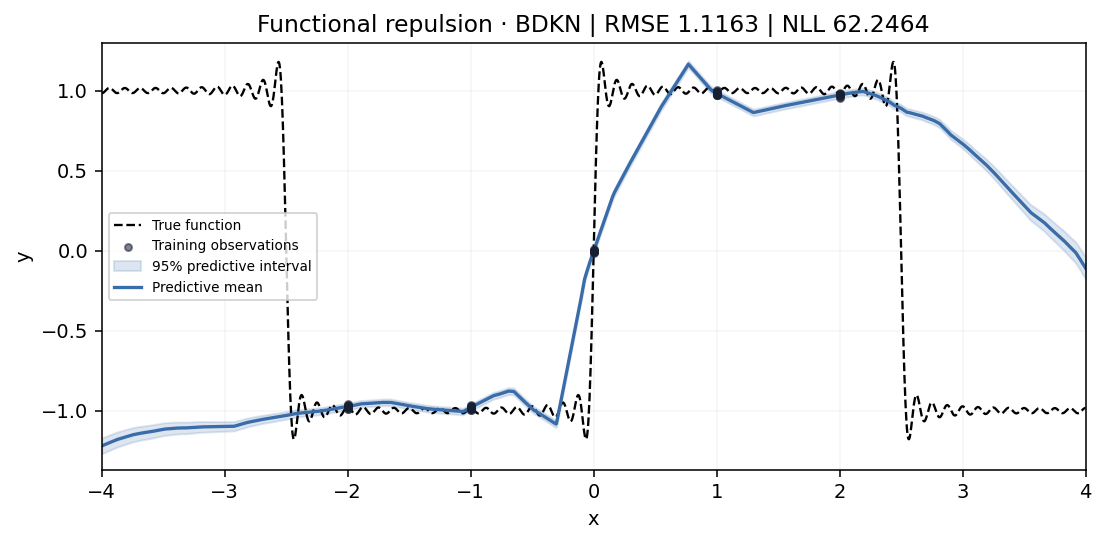 Functional repulsion · BDKN | RMSE 1.1163 | NLL 62.2464
1.0
0.5
0.0
−0.5
−1.0
y
True function
Training observations
95% predictive interval
Predictive mean
−4
−3
−2
−1
0
1
2
3
4
x